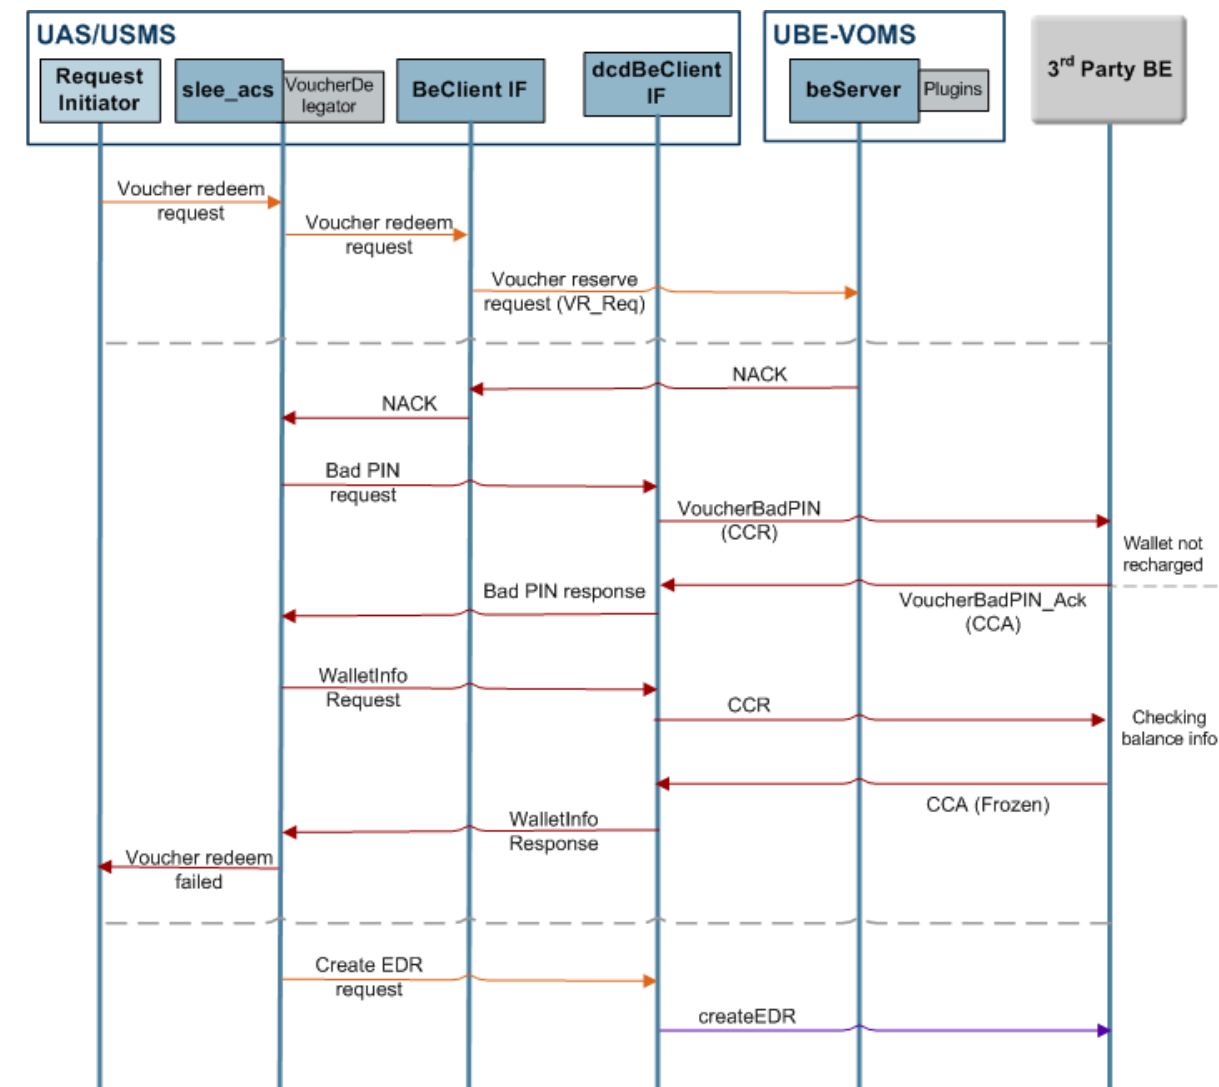 UAS/USMS
UBE-VOMS
Request
Initiator
slee_acs
VoucherDe
legator
BeClient IF
dcdBeClient
IF
beServer
Plugins
3rd Party BE
Voucher redeem
request
Voucher redeem
request
Voucher reserve
request (VR_Req)
NACK
NACK
Bad PIN
request
VoucherBadPIN
(CCR)
Wallet not
recharged
Bad PIN response
VoucherBadPIN_Ack
(CCA)
WalletInfo
Request
CCR
Checking
balance info
CCA (Frozen)
WalletInfo
Response
Voucher redeem
failed
Create EDR
request
createEDR